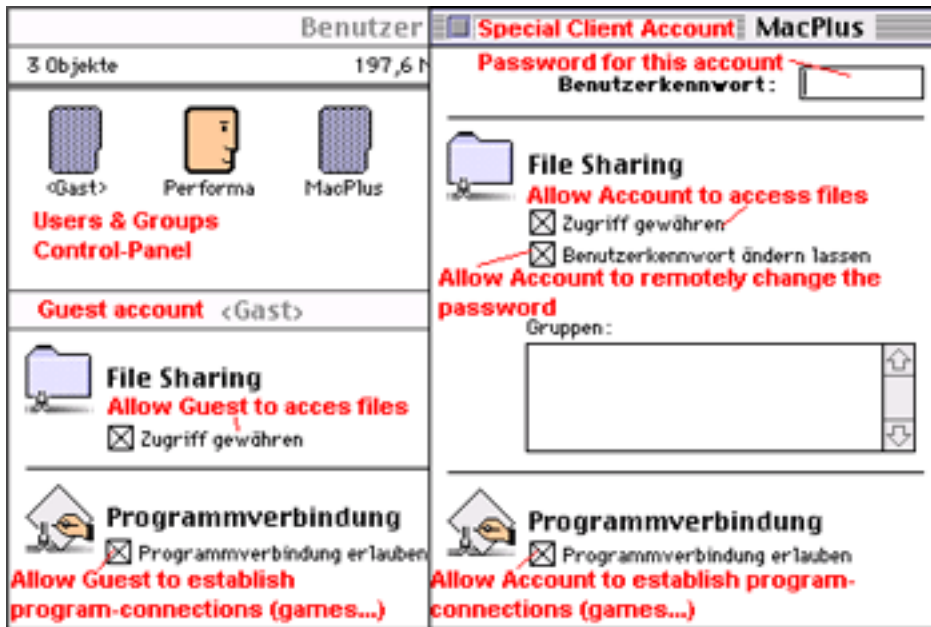 Benutzer
3 Objekte 197,6 M
<Gast> Performa MacPlus
Users & Groups
Control-Panel
Guest account <Gast>
File Sharing
Allow Guest to acces files
Zugriff gewähren
Programmverbindung
Programmverbindung erlauben
Allow Guest to establish
program-connections (games...)
Special Client Account MacPlus
Password for this account
Benutzerkennwort:
File Sharing
Allow Account to access files
Zugriff gewähren
Benutzerkennwort ändern lassen
Allow Account to remotely change the
password
Gruppen:
Programmverbindung
Programmverbindung erlauben
Allow Account to establish program-
connections (games...)